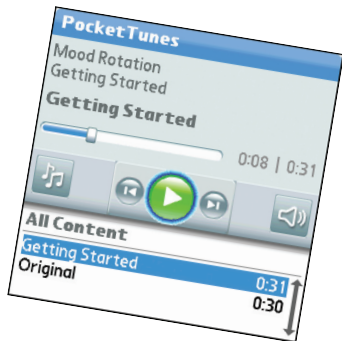 PocketTunes
Mood Rotation
Getting Started
Getting Started
0:08 | 0:31
All Content
Getting Started 0:31
Original 0:30